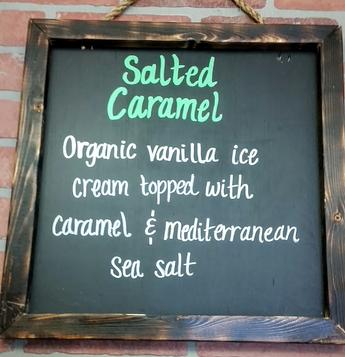 Salted
Caramel
Organic vanilla ice
cream topped with
caramel & mediterranean
sea salt